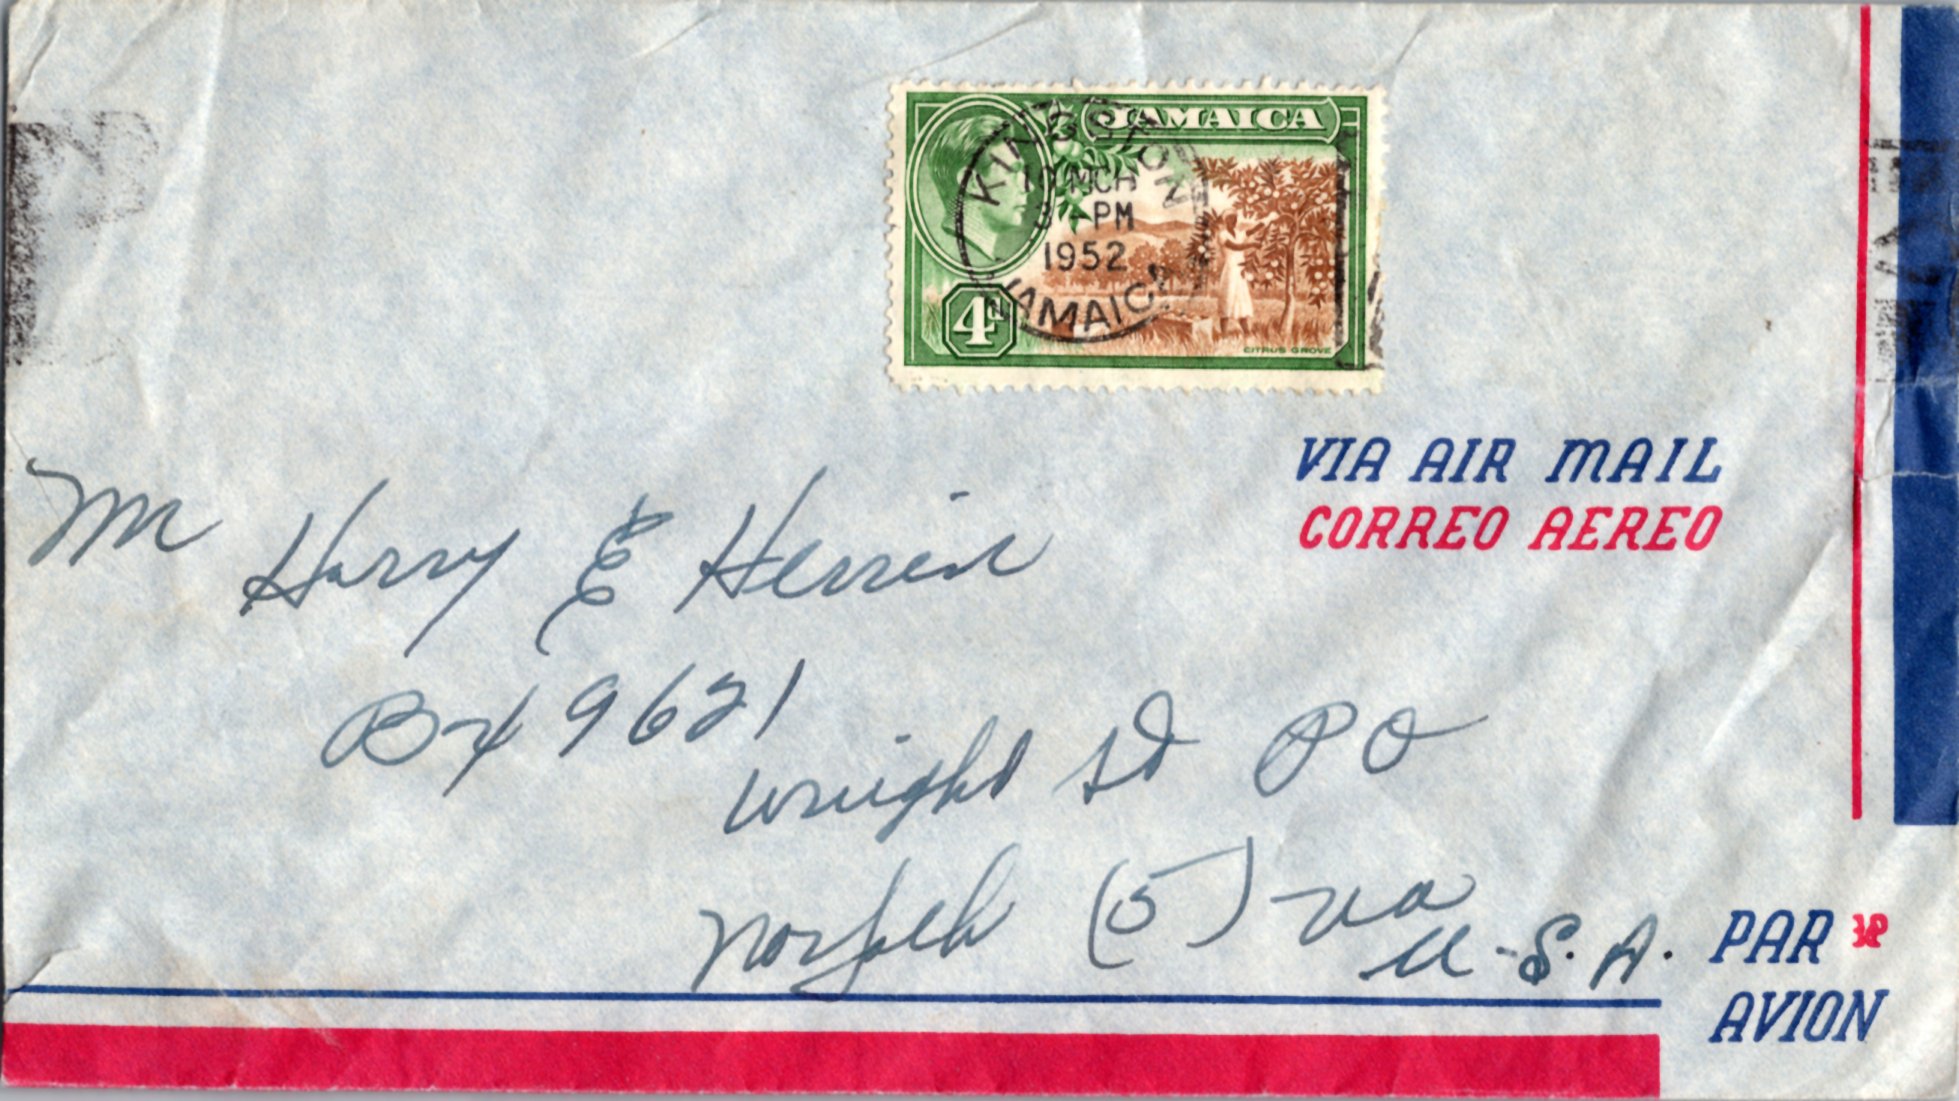 JAMAICA
KINGSTON
MCH
PM
1952
JAMAICA
4d
CITRUS GROVE
VIA AIR MAIL
CORREO AEREO
Mr Harry E Herrin
Bx 9621
Wright St PO
Norfolk (5) Va
U.S.A.
PAR
AVION